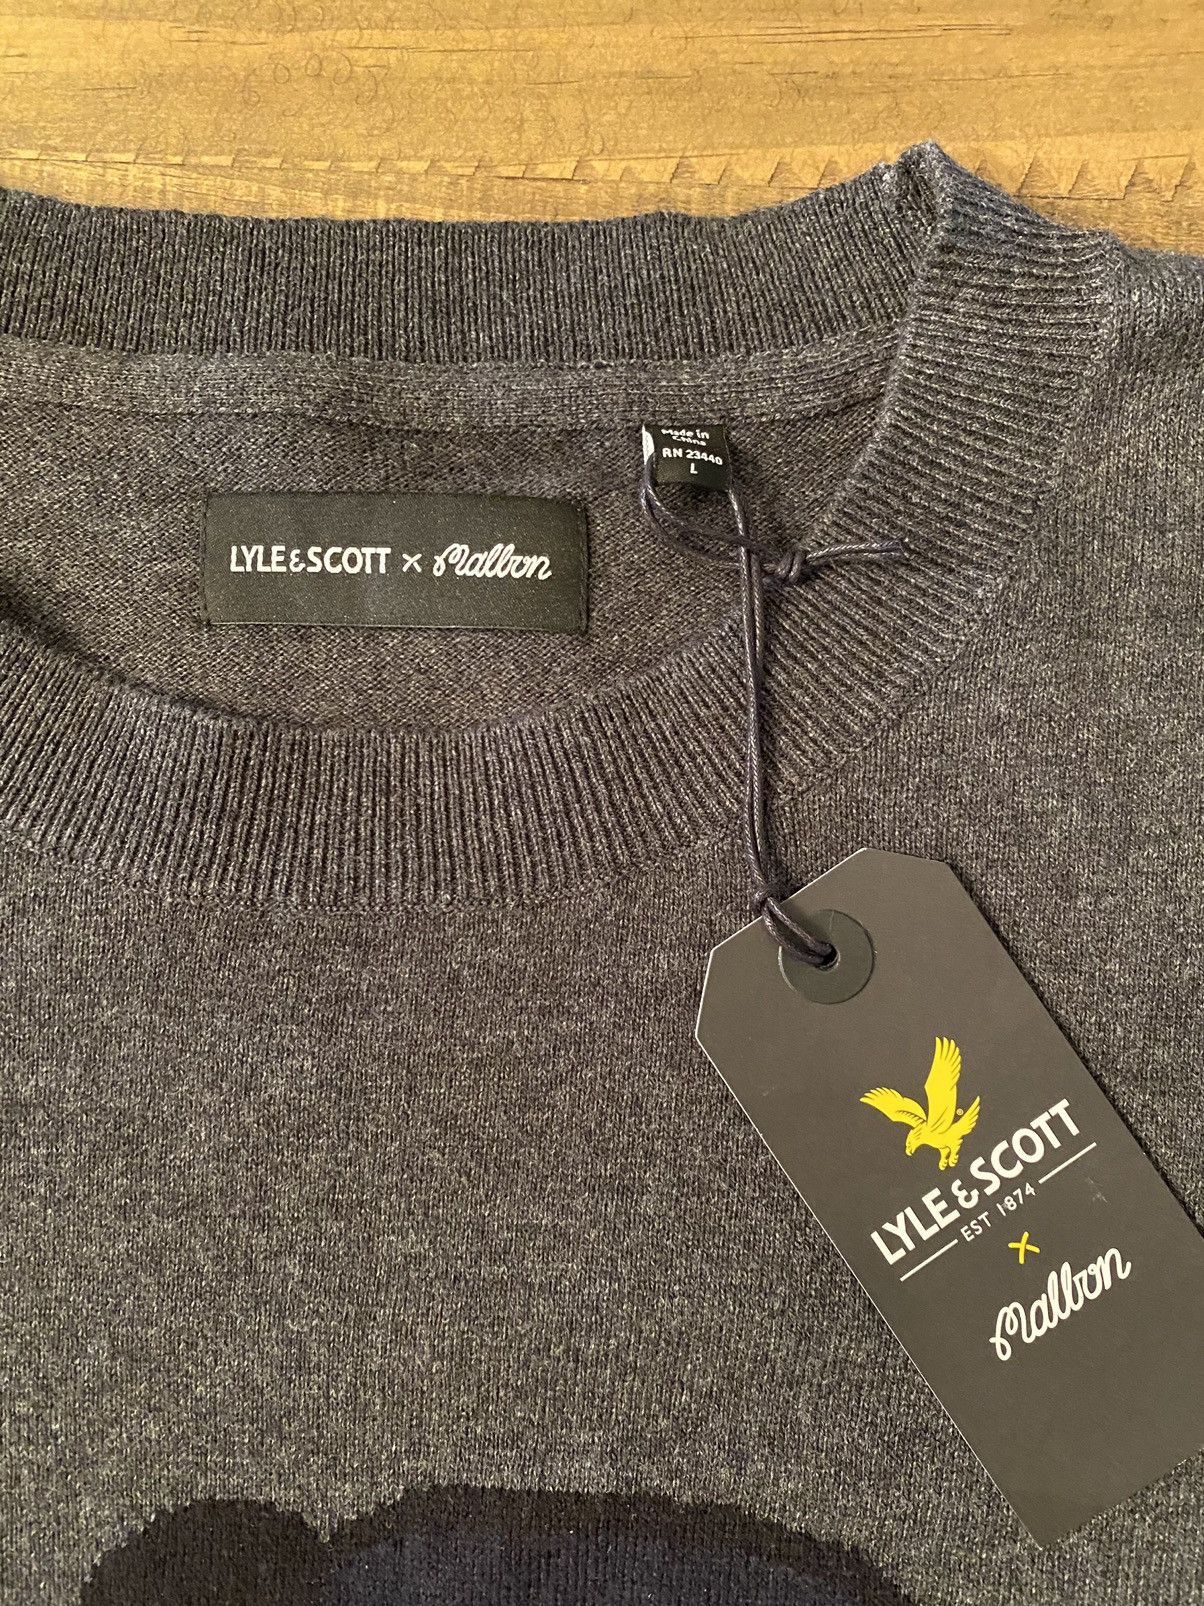 Made in
China
RN 23440
L
LYLE&SCOTT × Malbon
®
LYLE&SCOTT
EST 1874
×
Malbon